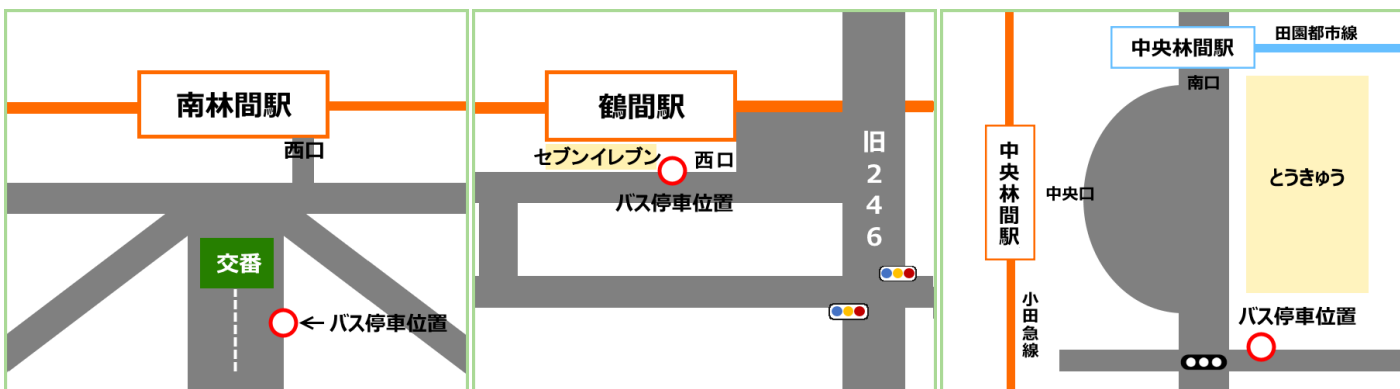 南林間駅
西口
交番
←バス停車位置
鶴間駅
セブンイレブン
西口
バス停車位置
旧246
中央林間駅
田園都市線
南口
中央林間駅
中央口
とうきゅう
小田急線
バス停車位置